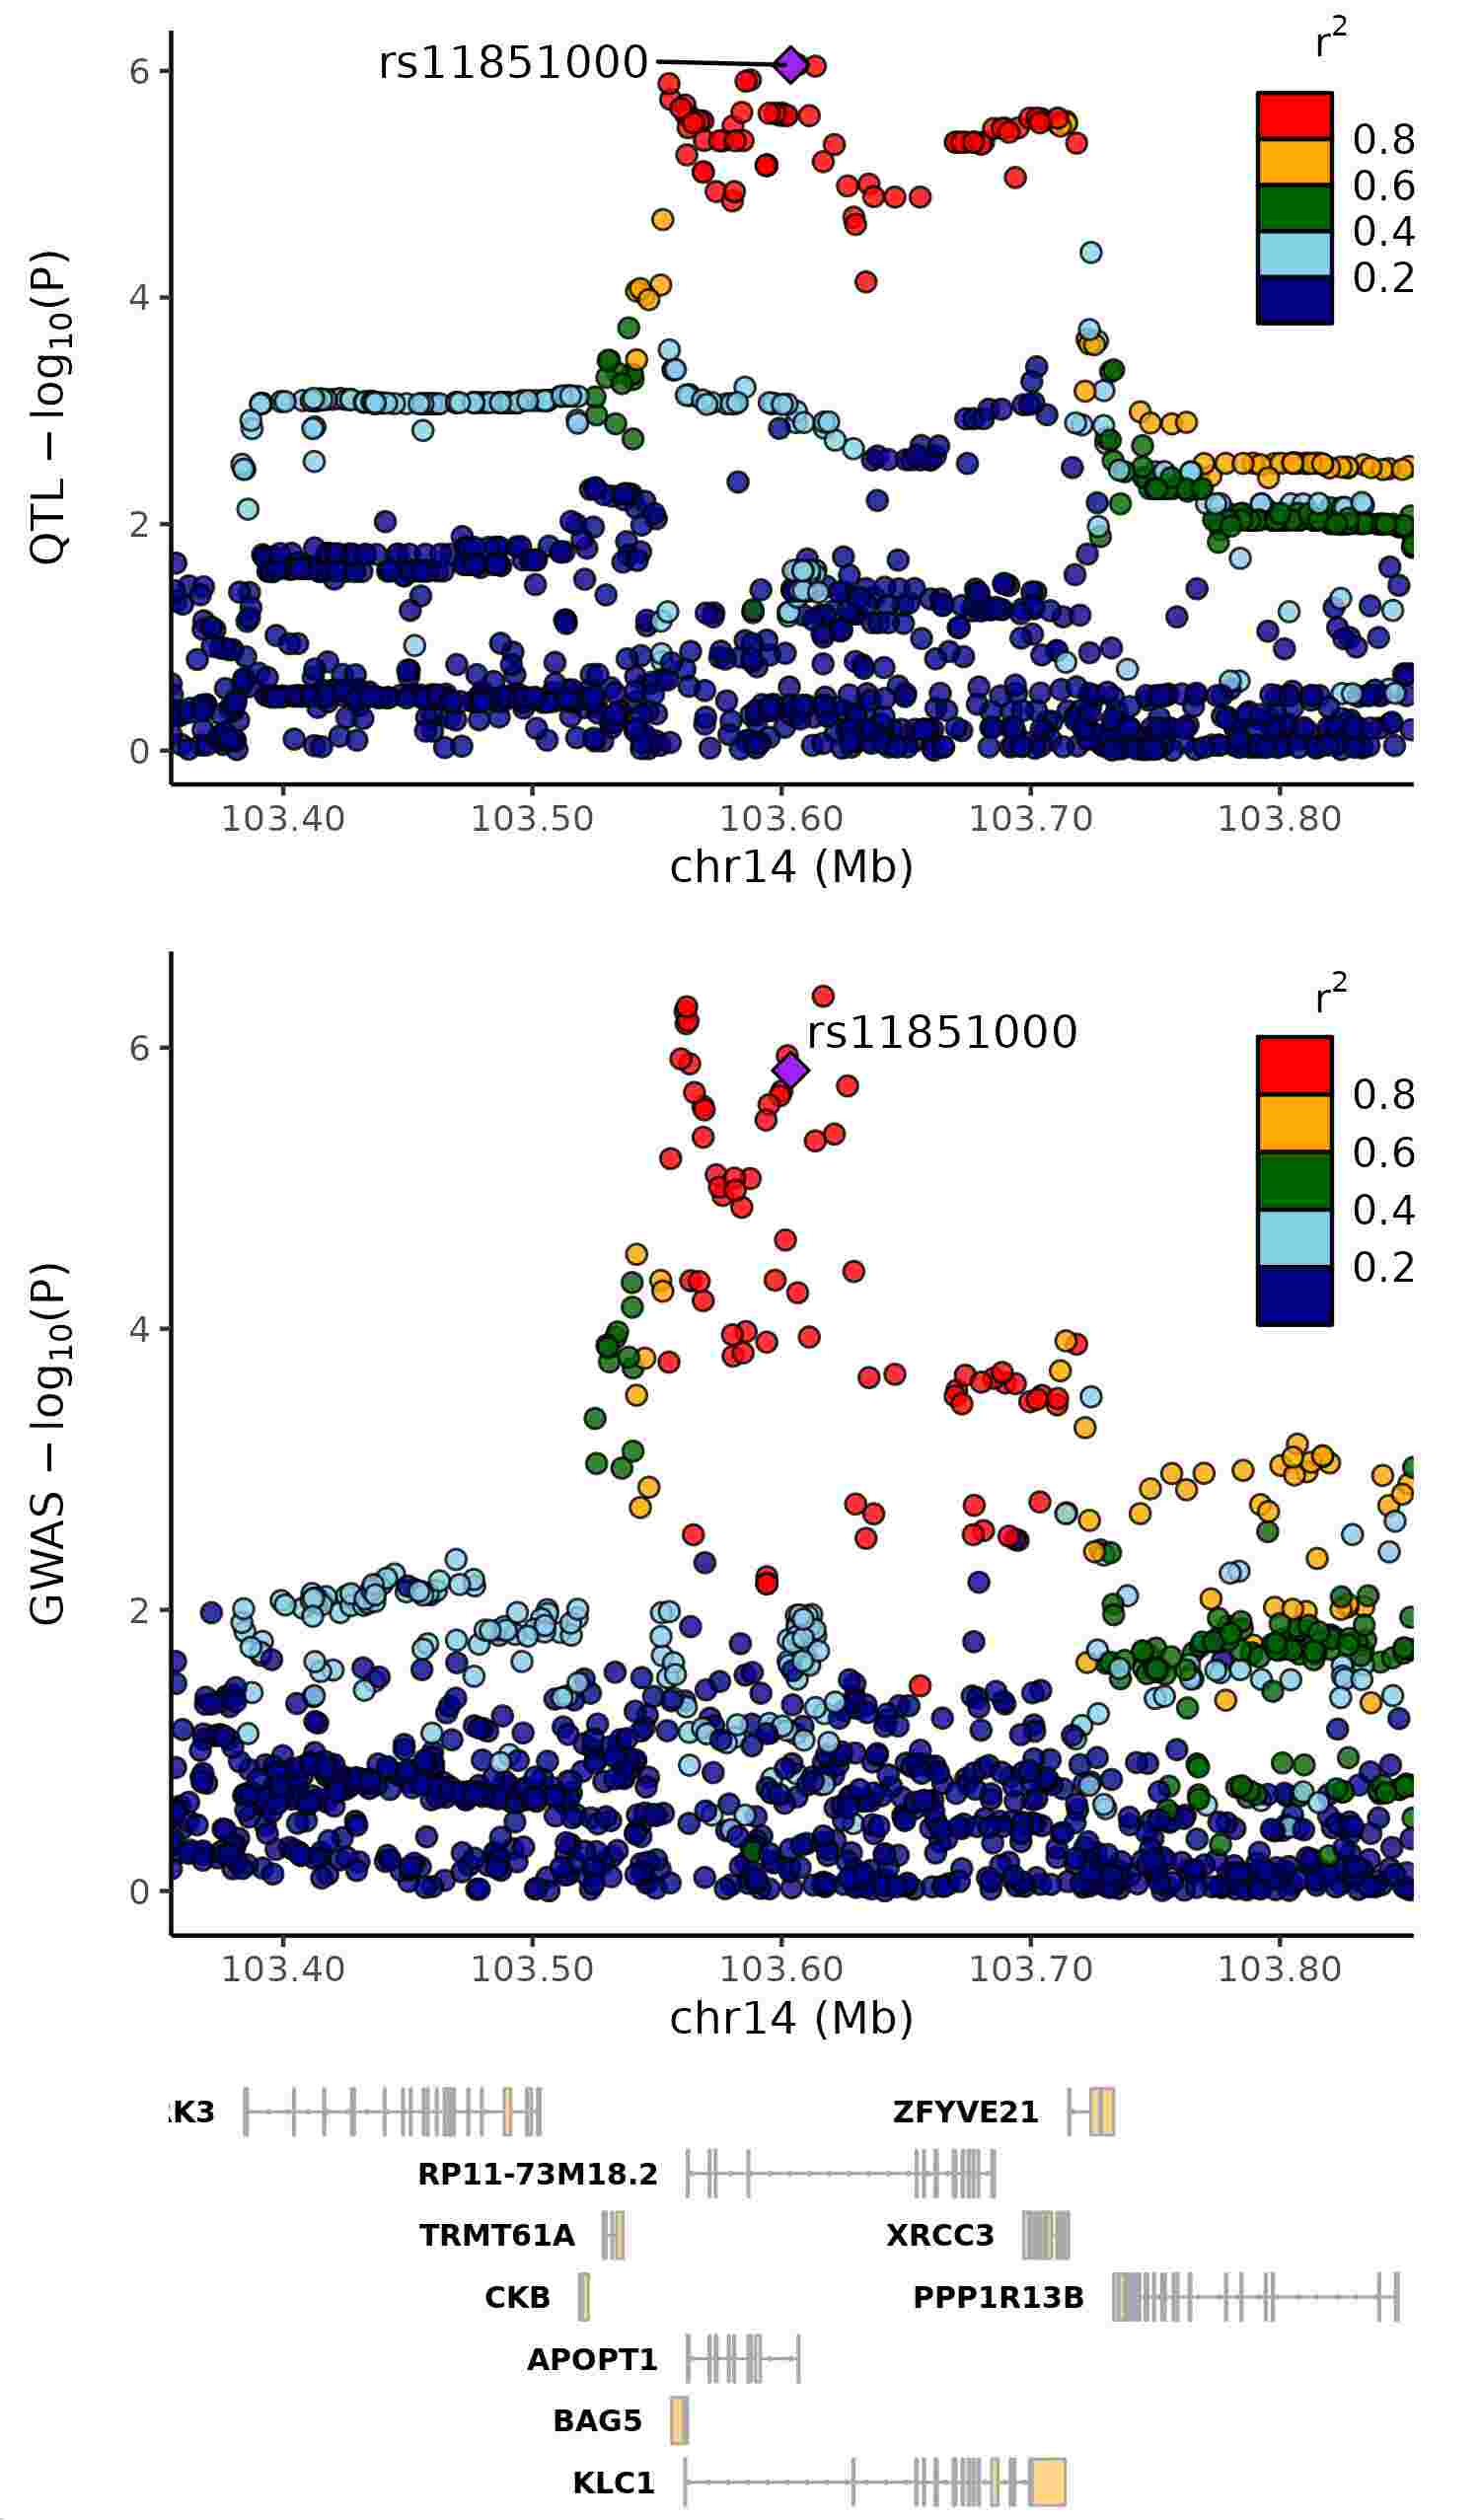 r2
rs11851000
6
0.8
0.6
0.4
0.2
4
2
0
QTL −log10(P)
103.40 103.50 103.60 103.70 103.80
chr14 (Mb)
r2
rs11851000
6
0.8
0.6
0.4
0.2
4
2
0
GWAS −log10(P)
103.40 103.50 103.60 103.70 103.80
chr14 (Mb)
RK3 ZFYVE21
RP11-73M18.2
TRMT61A XRCC3
CKB PPP1R13B
APOPT1
BAG5
KLC1